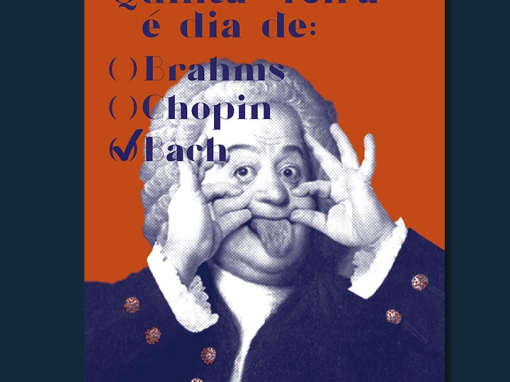 Quinta-feira
é dia de:
( ) Brahms
( ) Chopin
(✓) Bach